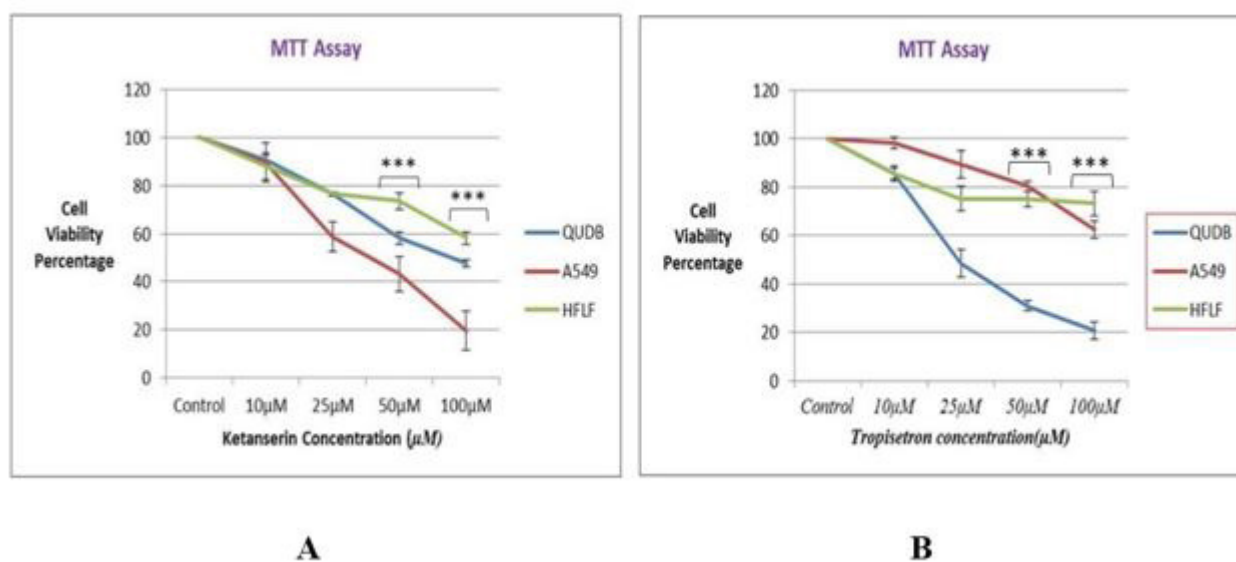 MTT Assay
120
100
80
60
40
20
0
Cell
Viability
Percentage
***
***
QUDB
A549
HFLF
Control 10µM 25µM 50µM 100µM
Ketanserin Concentration (µM)
A
MTT Assay
120
100
80
60
40
20
0
Cell
Viability
Percentage
***
***
QUDB
A549
HFLF
Control 10µM 25µM 50µM 100µM
Tropisetron concentration(µM)
B